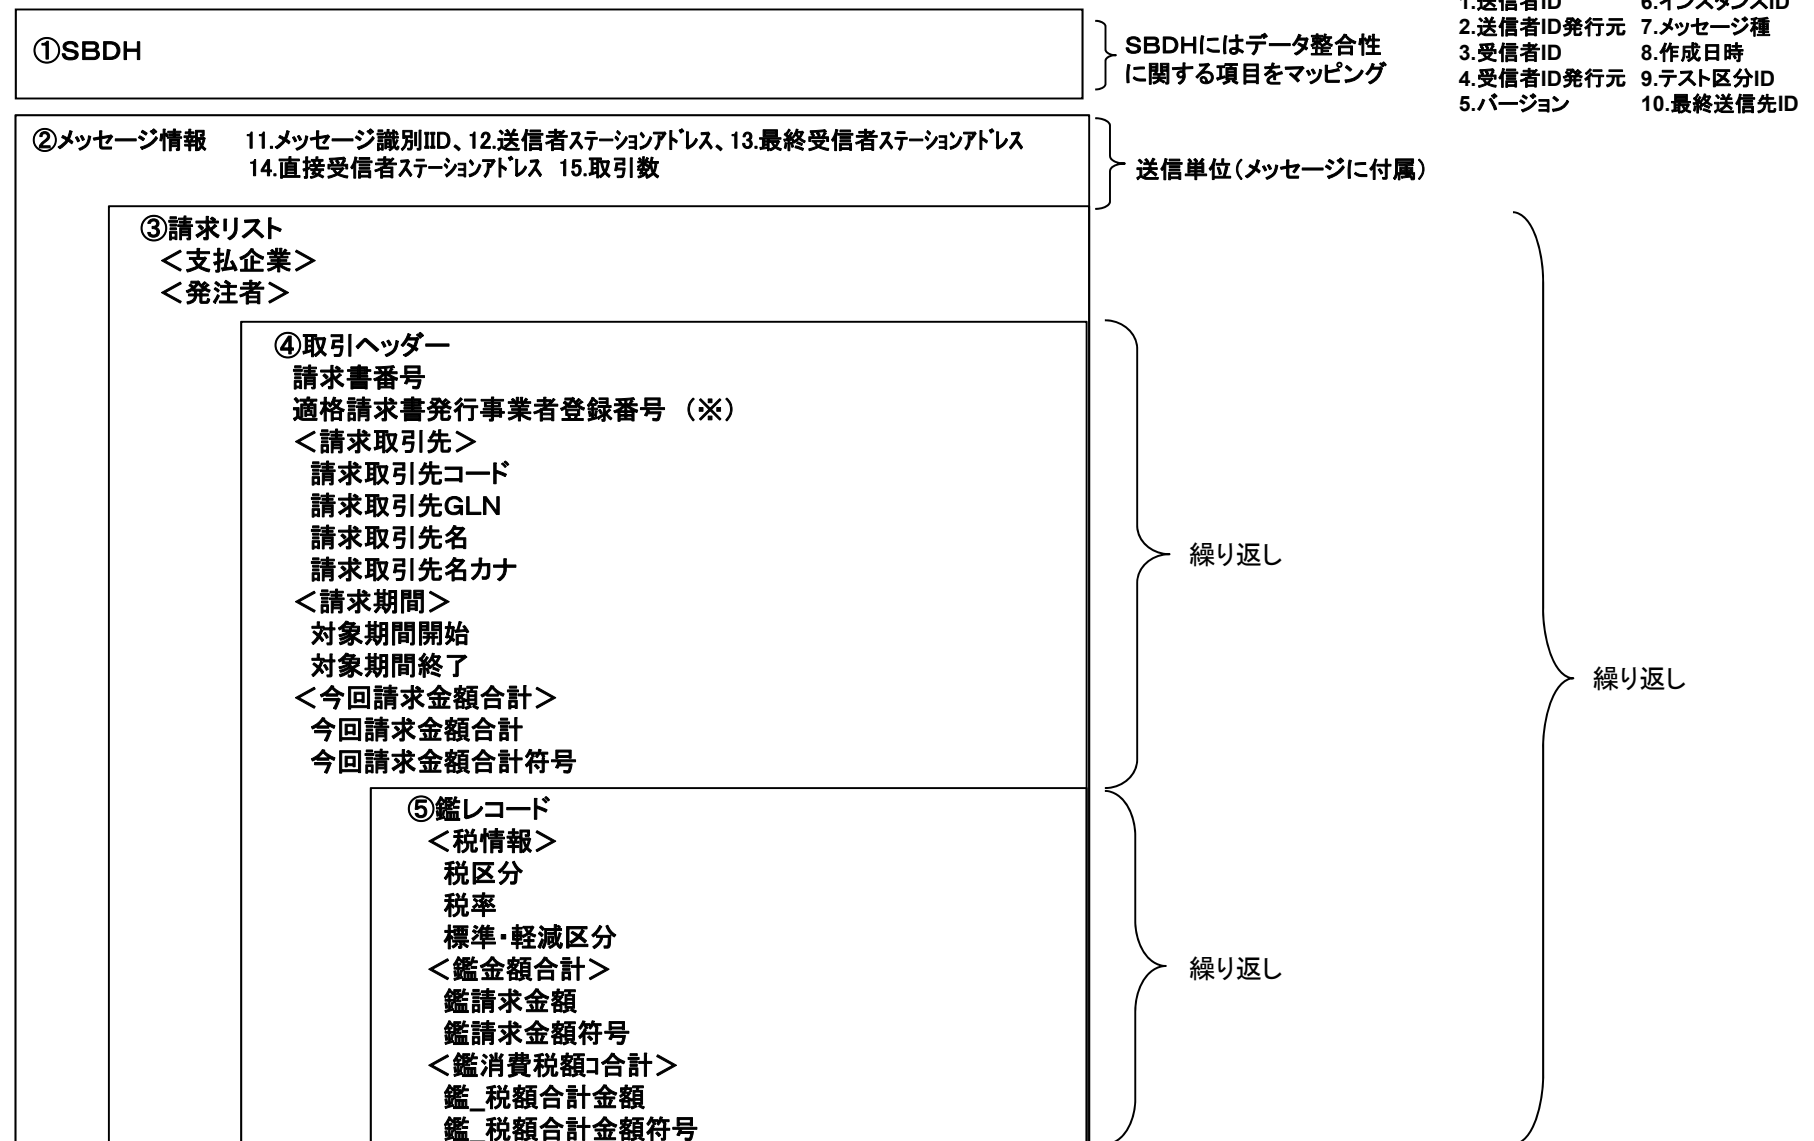 1.送信者ID 6.インスタンスID
①SBDH
SBDHにはデータ整合性
に関する項目をマッピング
2.送信者ID発行元 7.メッセージ種
3.受信者ID 8.作成日時
4.受信者ID発行元 9.テスト区分ID
5.バージョン 10.最終送信先ID
②メッセージ情報 11.メッセージ識別IID、12.送信者ステーションアドレス、13.最終受信者ステーションアドレス
14.直接受信者ステーションアドレス 15.取引数
送信単位(メッセージに付属)
③請求リスト
＜支払企業＞
＜発注者＞
④取引ヘッダー
請求書番号
適格請求書発行事業者登録番号 (※)
＜請求取引先＞
請求取引先コード
請求取引先GLN
請求取引先名
請求取引先名カナ
＜請求期間＞
対象期間開始
対象期間終了
＜今回請求金額合計＞
今回請求金額合計
今回請求金額合計符号
繰り返し
繰り返し
⑤鑑レコード
＜税情報＞
税区分
税率
標準・軽減区分
＜鑑金額合計＞
鑑請求金額
鑑請求金額符号
＜鑑消費税額ｺ合計＞
鑑_税額合計金額
鑑_税額合計金額符号
繰り返し